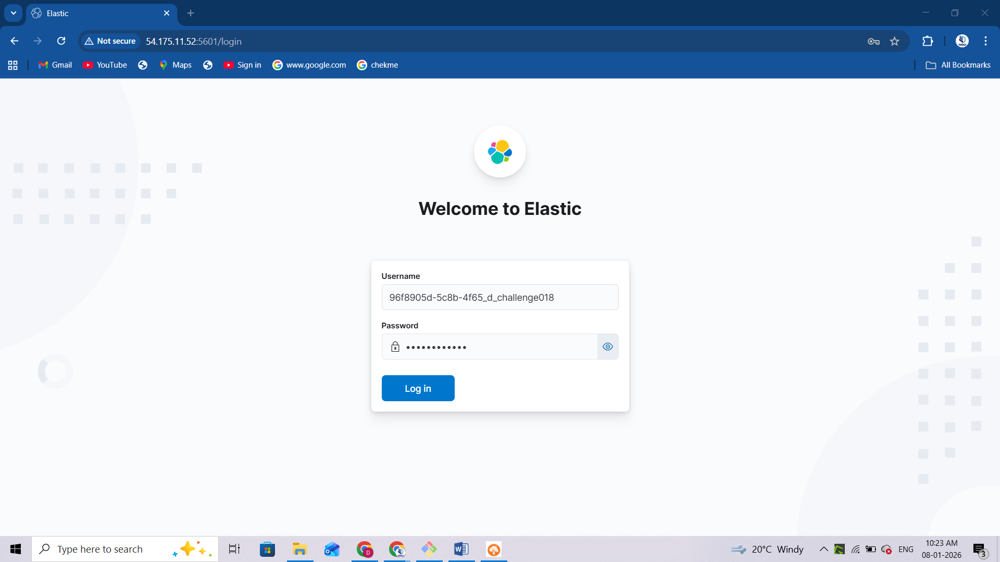 Elastic
Not secure
54.175.11.52:5601/login
Gmail
YouTube
Maps
Sign in
www.google.com
chekme
All Bookmarks
Welcome to Elastic
Username
96f8905d-5c8b-4f65_d_challenge018
Password
••••••••••••
Log in
Type here to search
D
20°C Windy
ENG
10:23 AM
08-01-2026
3